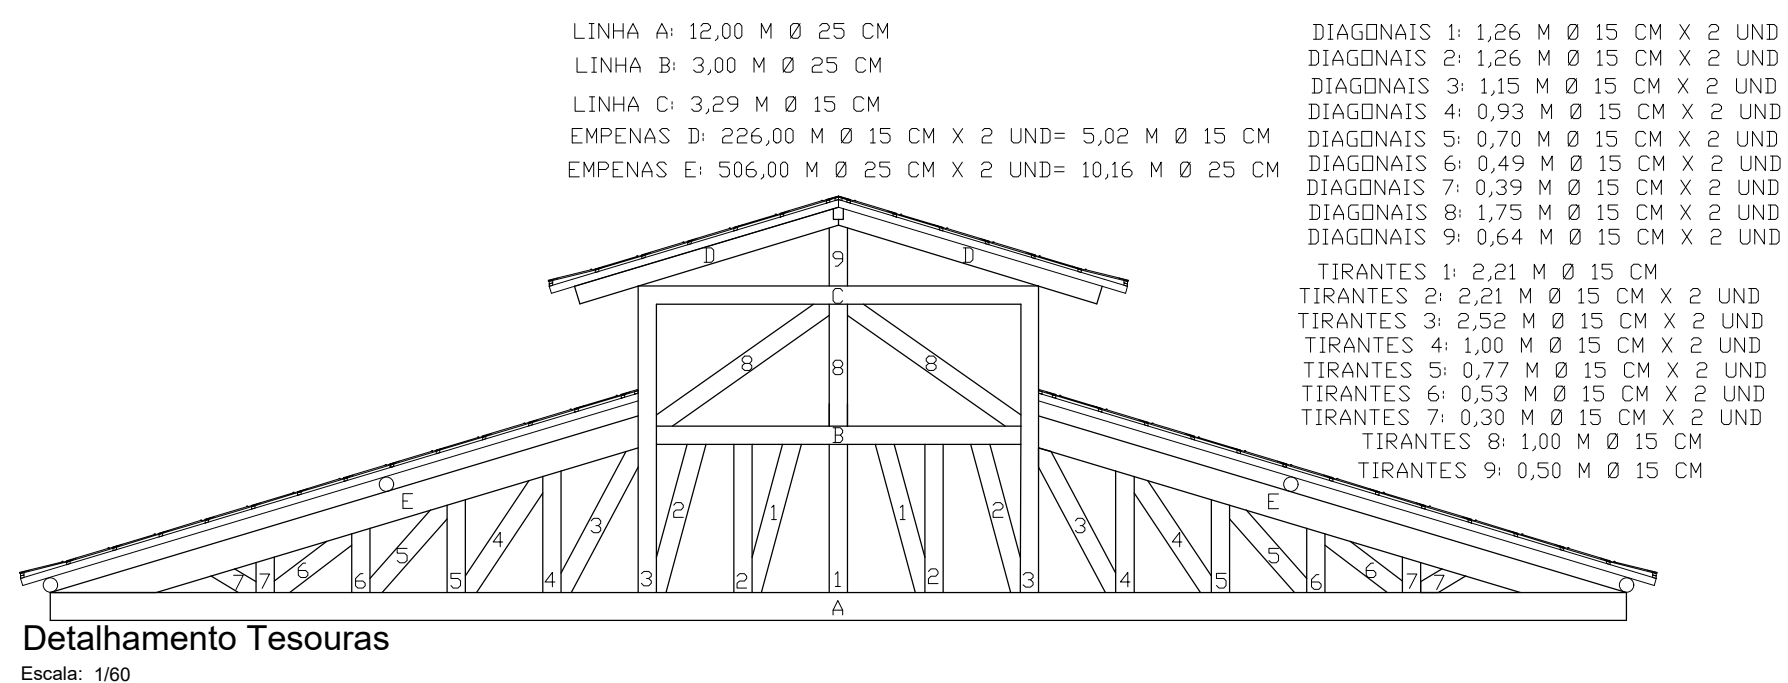 LINHA A: 12,00 M Ø 25 CM
LINHA B: 3,00 M Ø 25 CM
LINHA C: 3,29 M Ø 15 CM
EMPENAS D: 226,00 M Ø 15 CM X 2 UND= 5,02 M Ø 15 CM
EMPENAS E: 506,00 M Ø 25 CM X 2 UND= 10,16 M Ø 25 CM
DIAGONAIS 1: 1,26 M Ø 15 CM X 2 UND
DIAGONAIS 2: 1,26 M Ø 15 CM X 2 UND
DIAGONAIS 3: 1,15 M Ø 15 CM X 2 UND
DIAGONAIS 4: 0,93 M Ø 15 CM X 2 UND
DIAGONAIS 5: 0,70 M Ø 15 CM X 2 UND
DIAGONAIS 6: 0,49 M Ø 15 CM X 2 UND
DIAGONAIS 7: 0,39 M Ø 15 CM X 2 UND
DIAGONAIS 8: 1,75 M Ø 15 CM X 2 UND
DIAGONAIS 9: 0,64 M Ø 15 CM X 2 UND
TIRANTES 1: 2,21 M Ø 15 CM
TIRANTES 2: 2,21 M Ø 15 CM X 2 UND
TIRANTES 3: 2,52 M Ø 15 CM X 2 UND
TIRANTES 4: 1,00 M Ø 15 CM X 2 UND
TIRANTES 5: 0,77 M Ø 15 CM X 2 UND
TIRANTES 6: 0,53 M Ø 15 CM X 2 UND
TIRANTES 7: 0,30 M Ø 15 CM X 2 UND
TIRANTES 8: 1,00 M Ø 15 CM
TIRANTES 9: 0,50 M Ø 15 CM
D 9 D
C
8 8 8
B
E E
3 2 1 1 2 3
5 4 4 5
7 7 6 6 5 4 3 2 1 2 3 4 5 6 6 7 7
A
Detalhamento Tesouras
Escala: 1/60